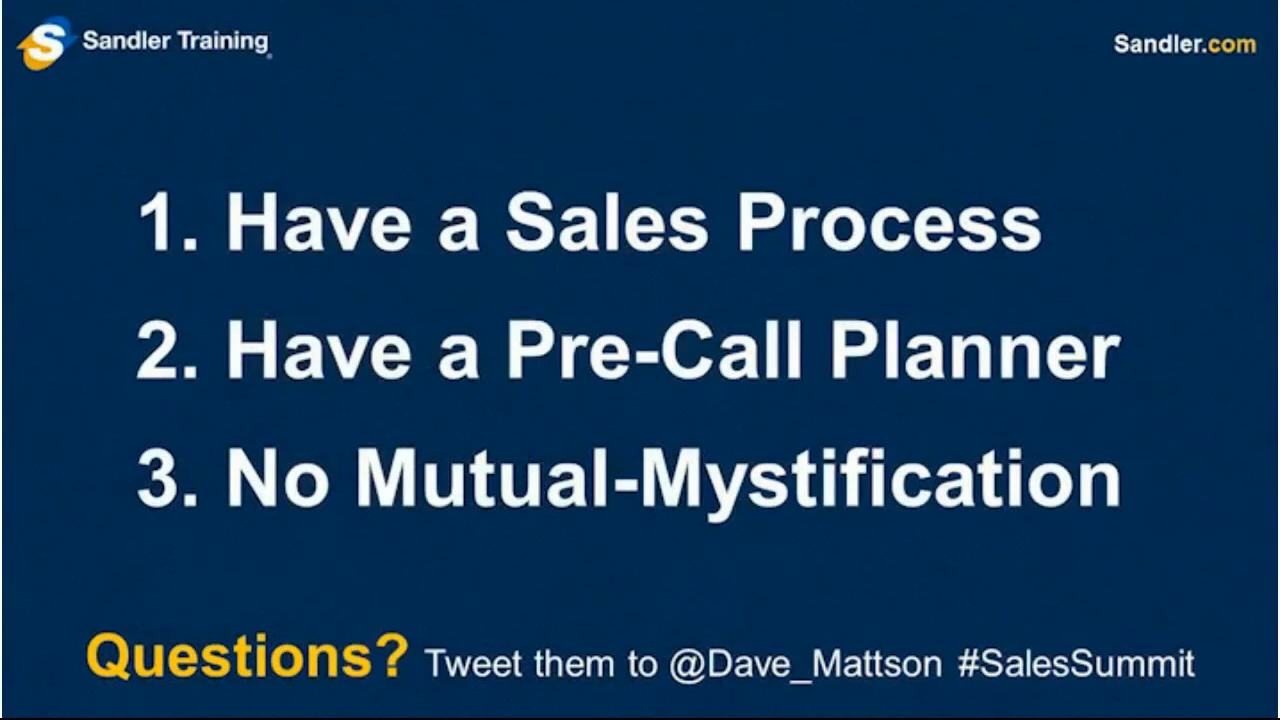 Sandler Training
Sandler.com
1. Have a Sales Process
2. Have a Pre-Call Planner
3. No Mutual-Mystification
Questions? Tweet them to @Dave_Mattson #SalesSummit